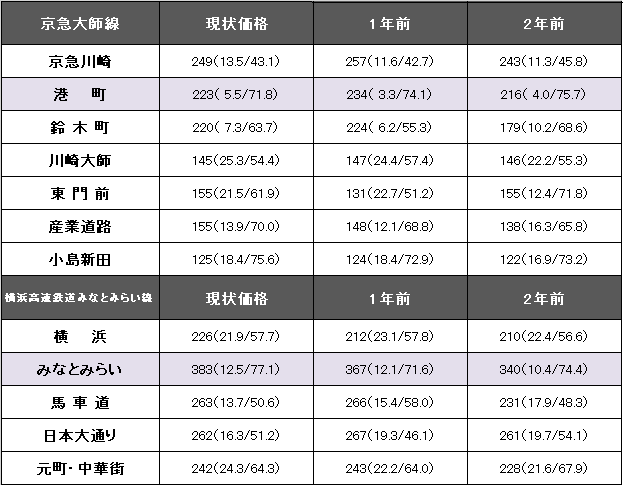 京急大師線 現状価格 1年前 2年前
京急川崎 249(13.5/43.1) 257(11.6/42.7) 243(11.3/45.8)
港 町 223( 5.5/71.8) 234( 3.3/74.1) 216( 4.0/75.7)
鈴 木 町 220( 7.3/63.7) 224( 6.2/55.3) 179(10.2/68.6)
川崎大師 145(25.3/54.4) 147(24.4/57.4) 146(22.2/55.3)
東 門 前 155(21.5/61.9) 131(22.7/51.2) 155(12.4/71.8)
産業道路 155(13.9/70.0) 148(12.1/68.8) 138(16.3/65.8)
小島新田 125(18.4/75.6) 124(18.4/72.9) 122(16.9/73.2)
横浜高速鉄道みなとみらい線 現状価格 1年前 2年前
横 浜 226(21.9/57.7) 212(23.1/57.8) 210(22.4/56.6)
みなとみらい 383(12.5/77.1) 367(12.1/71.6) 340(10.4/74.4)
馬 車 道 263(13.7/50.6) 266(15.4/58.0) 231(17.9/48.3)
日本大通り 262(16.3/51.2) 267(19.3/46.1) 261(19.7/54.1)
元町・中華街 242(24.3/64.3) 243(22.2/64.0) 228(21.6/67.9)